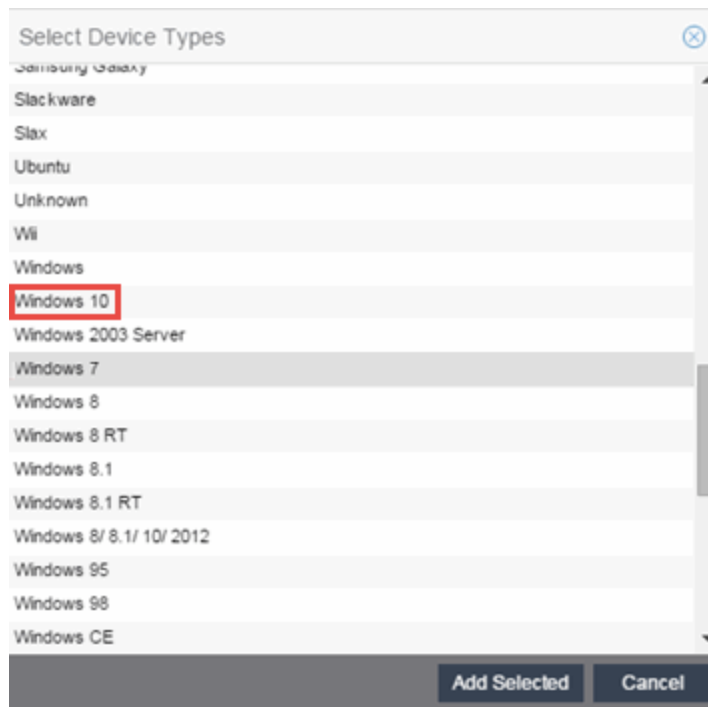 Select Device Types
Samsung Galaxy
Slackware
Slax
Ubuntu
Unknown
Wii
Windows
Windows 10
Windows 2003 Server
Windows 7
Windows 8
Windows 8 RT
Windows 8.1
Windows 8.1 RT
Windows 8/ 8.1/ 10/ 2012
Windows 95
Windows 98
Windows CE
Add Selected
Cancel